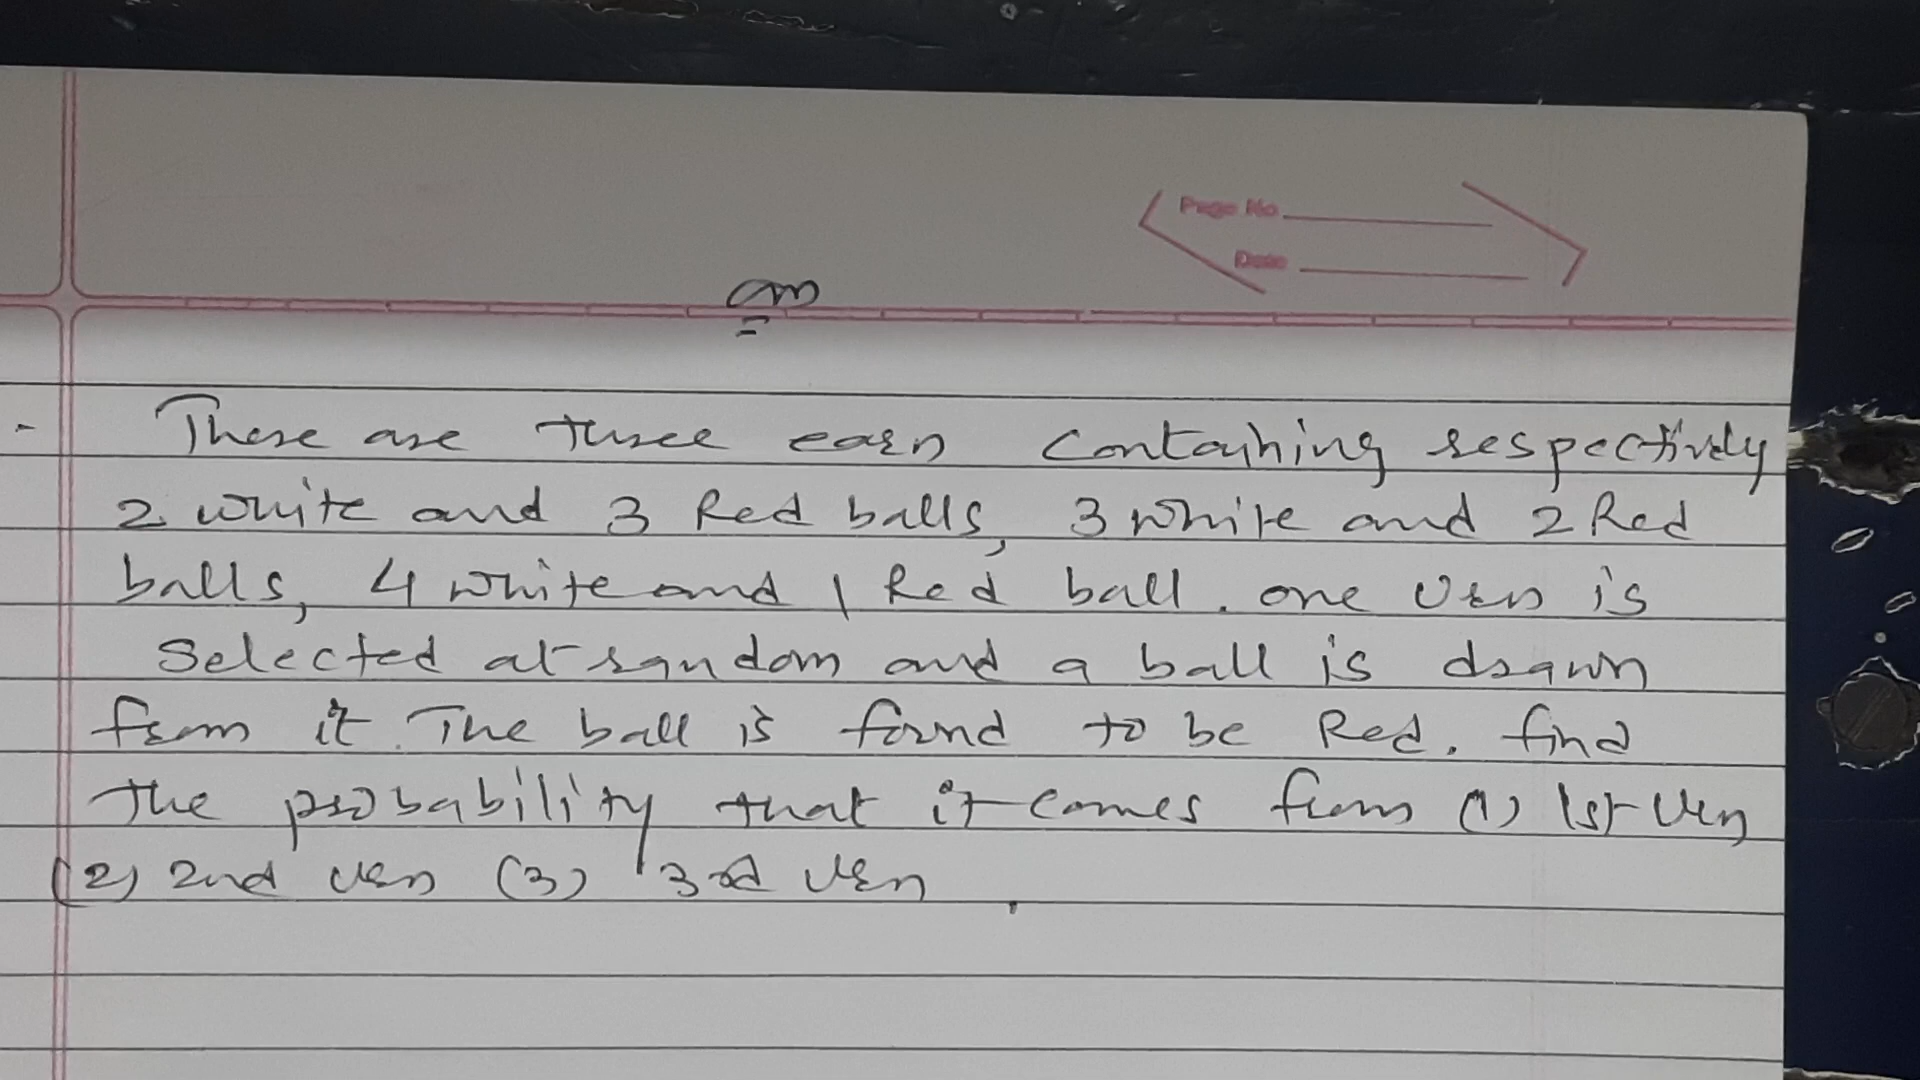 Page No
Date
There are three earn containing respectively
2 white and 3 Red balls, 3 white and 2 Red
balls, 4 white and 1 Red ball. one Urn is
Selected at random and a ball is drawn
from it. The ball is found to be Red. find
the probability that it comes from (1) 1st Urn
(2) 2nd Urn (3) 3rd Urn.